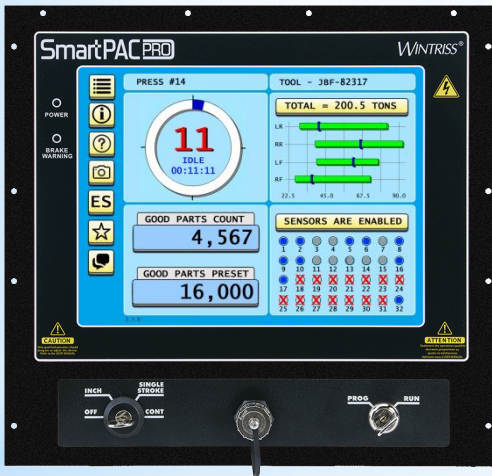 SmartPAC PRO
WINTRISS®
POWER
BRAKE
WARNING
PRESS #14
TOOL - JBF-82317
11
IDLE
00:11:11
TOTAL = 200.5 TONS
LR
RR
LF
RF
22.5 45.0 67.5 90.0
ES
GOOD PARTS COUNT
4,567
GOOD PARTS PRESET
16,000
SENSORS ARE ENABLED
1 2 3 4 5 6 7 8
9 10 11 12 13 14 15 16
17 18 19 20 21 22 23 24
25 26 27 28 29 30 31 32
CAUTION
ATTENTION
INCH
SINGLE
STROKE
OFF
CONT
PROG
RUN